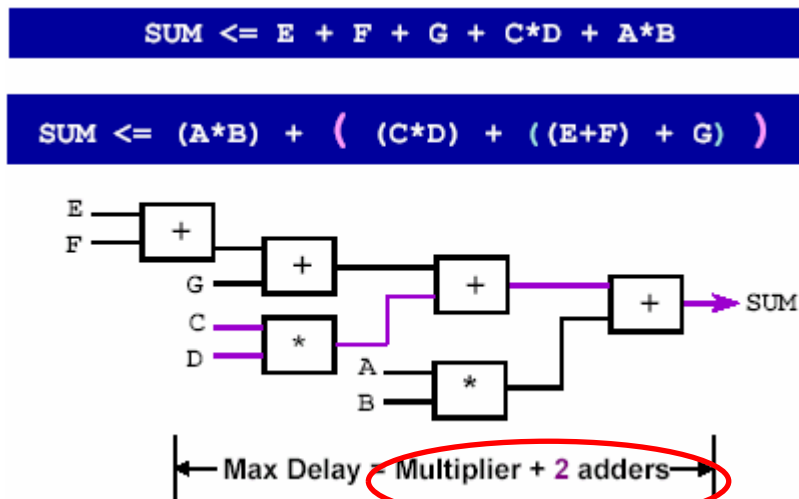 SUM <= E + F + G + C*D + A*B
SUM <= (A*B) + ( (C*D) + ((E+F) + G) )
E
F
+
G
+
C
D
*
+
A
B
*
+
SUM
Max Delay = Multiplier + 2 adders